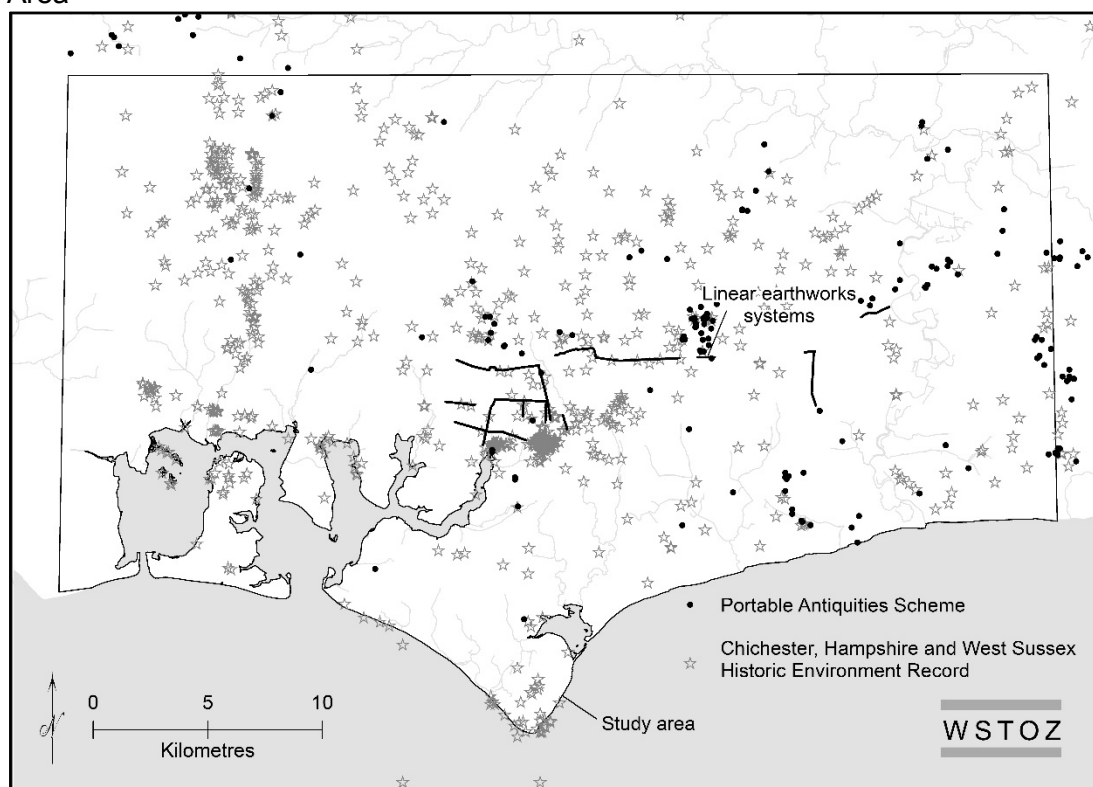 Area
Linear earthworks
systems
Portable Antiquities Scheme
Chichester, Hampshire and West Sussex
Historic Environment Record
Study area
N
0 5 10
Kilometres
WSTOZ